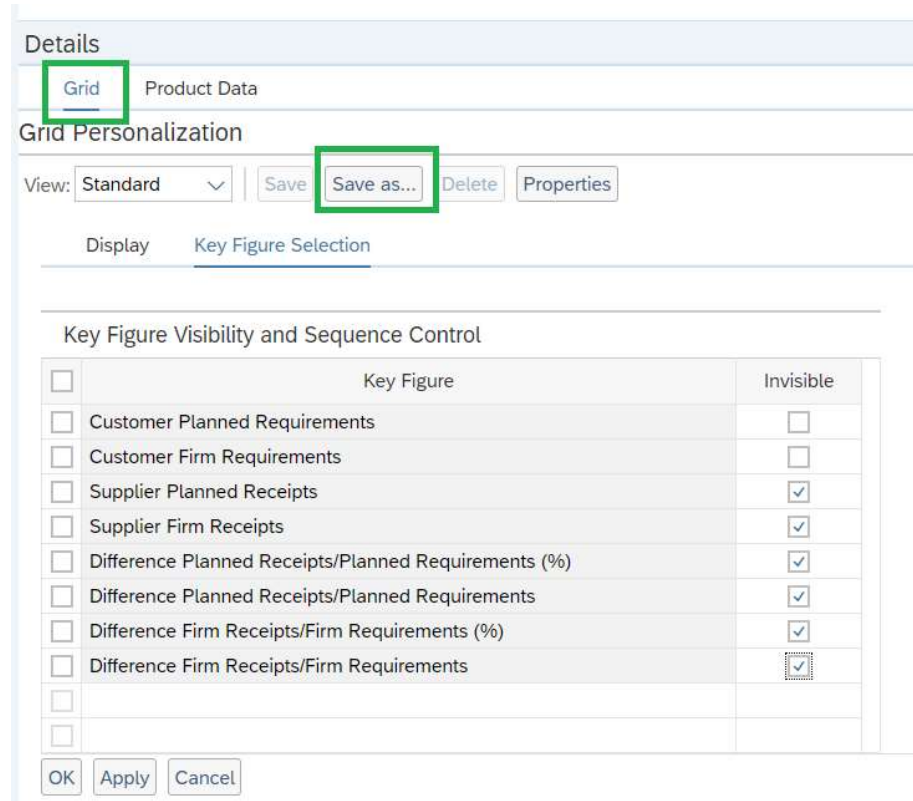 Details
Grid Product Data
Grid Personalization
View: Standard Save Save as... Delete Properties
Display Key Figure Selection
Key Figure Visibility and Sequence Control
Key Figure Invisible
Customer Planned Requirements
Customer Firm Requirements
Supplier Planned Receipts
Supplier Firm Receipts
Difference Planned Receipts/Planned Requirements (%)
Difference Planned Receipts/Planned Requirements
Difference Firm Receipts/Firm Requirements (%)
Difference Firm Receipts/Firm Requirements
OK Apply Cancel